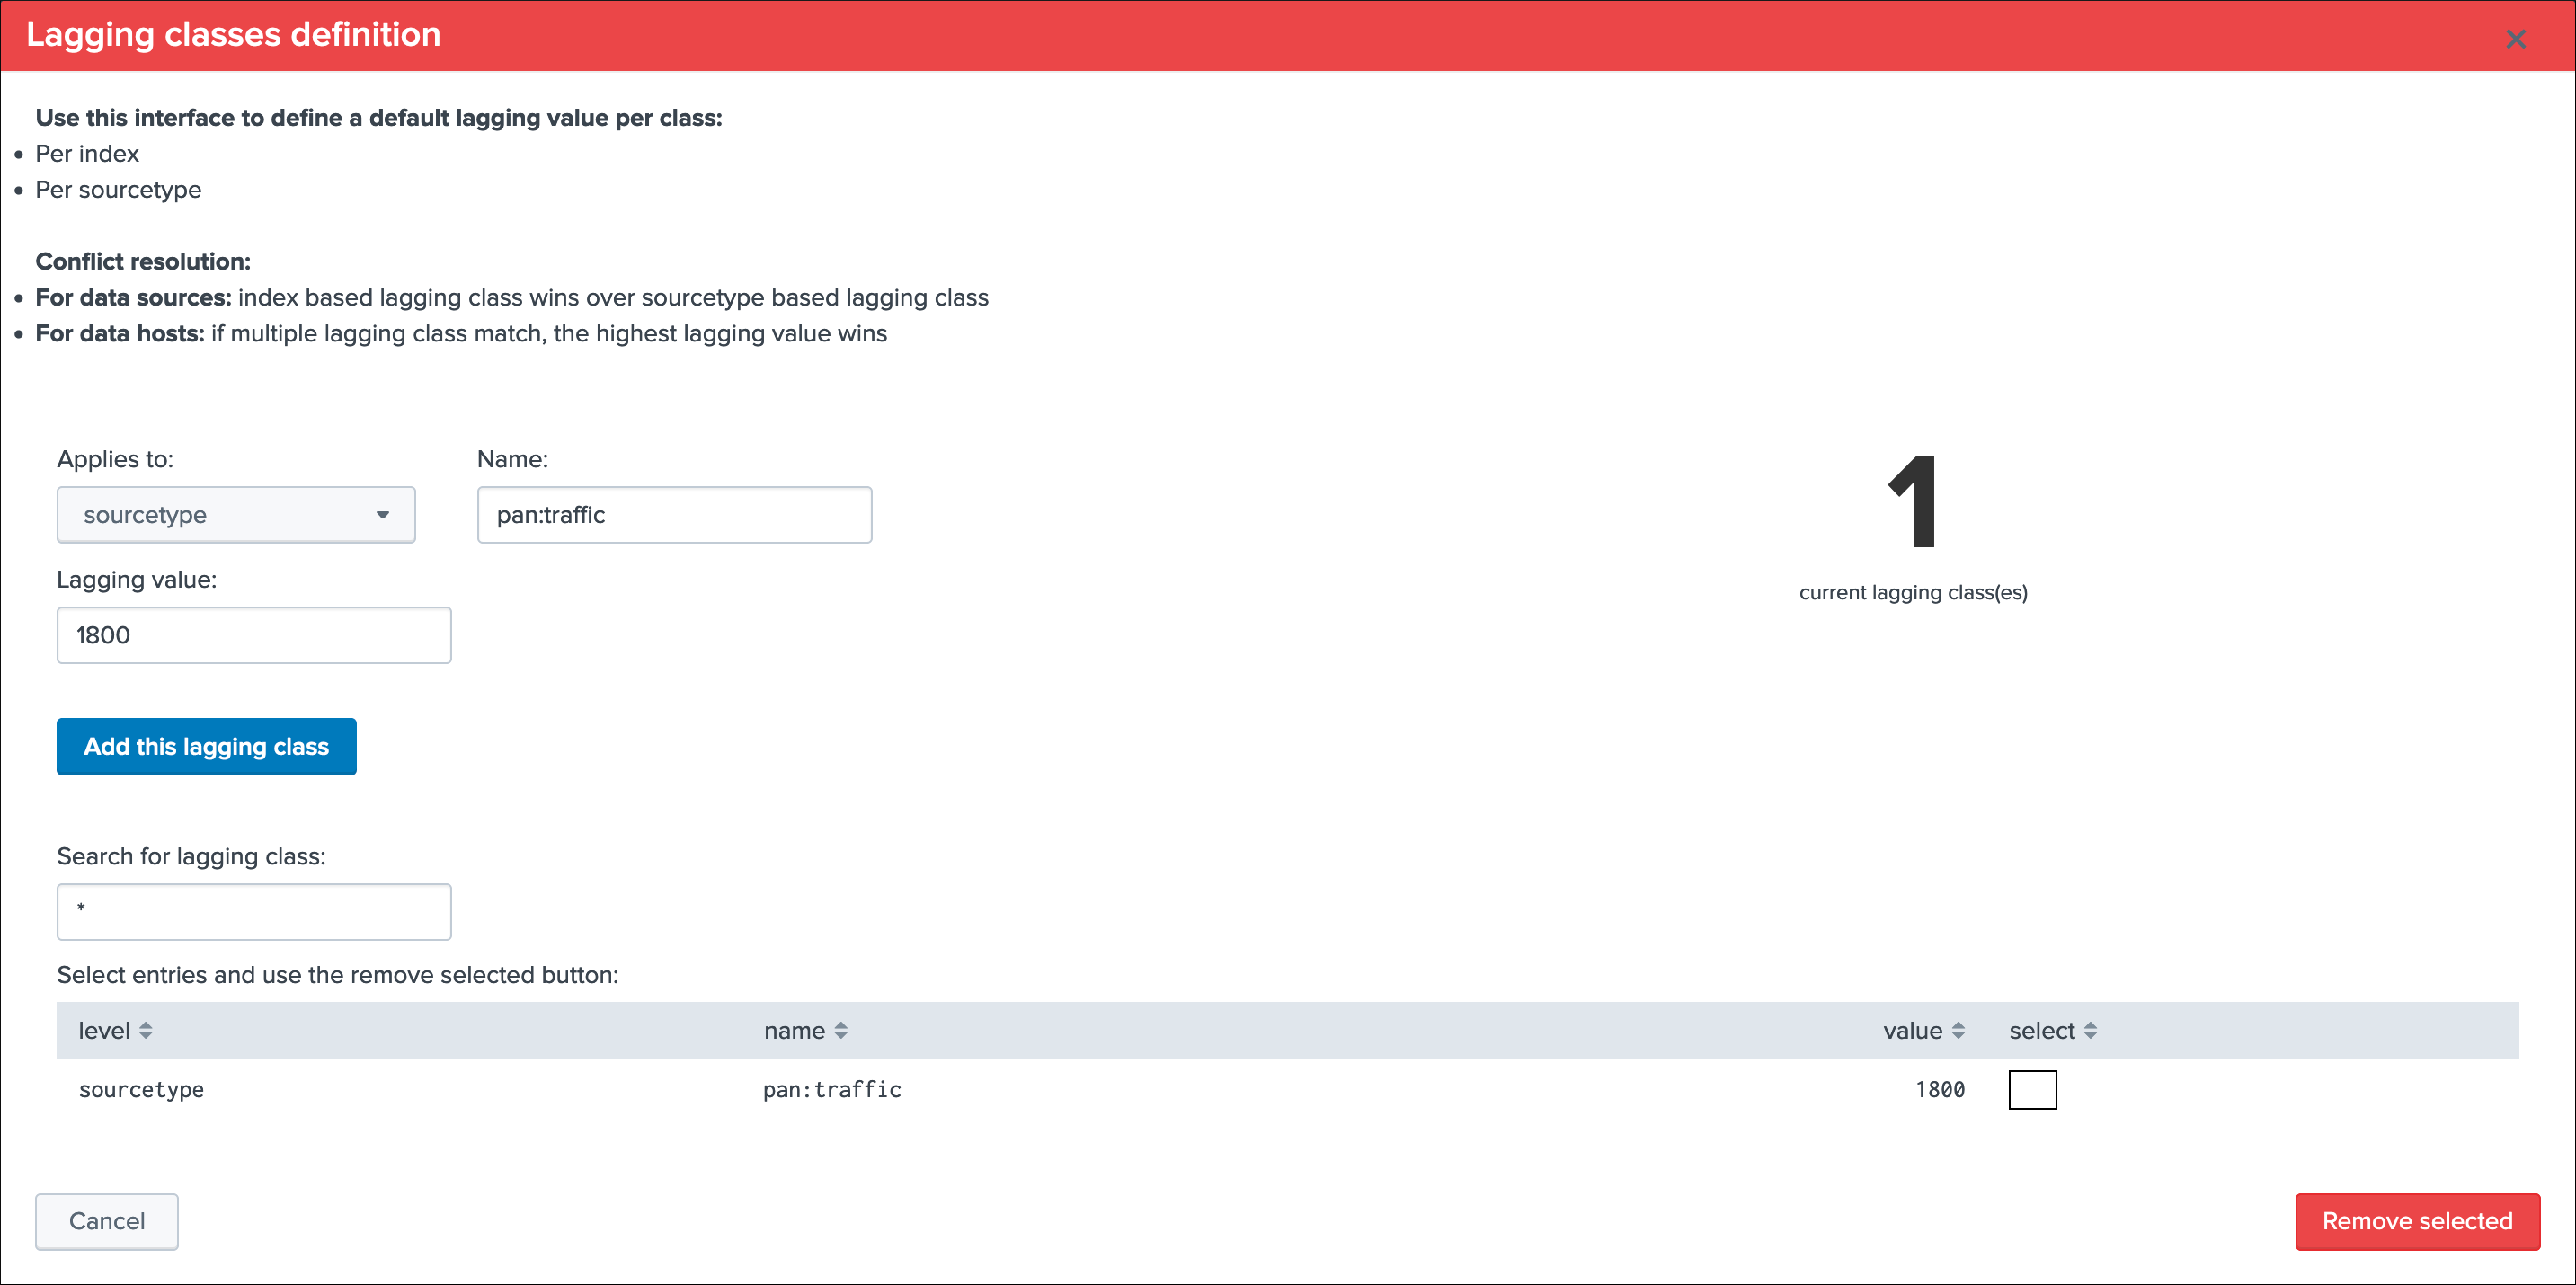 Lagging classes definition
Use this interface to define a default lagging value per class:
Per index
Per sourcetype
Conflict resolution:
For data sources: index based lagging class wins over sourcetype based lagging class
For data hosts: if multiple lagging class match, the highest lagging value wins
Applies to:
Name:
sourcetype
pan:traffic
1
current lagging class(es)
Lagging value:
1800
Add this lagging class
Search for lagging class:
*
Select entries and use the remove selected button:
level name value select
sourcetype pan:traffic 1800
Cancel
Remove selected